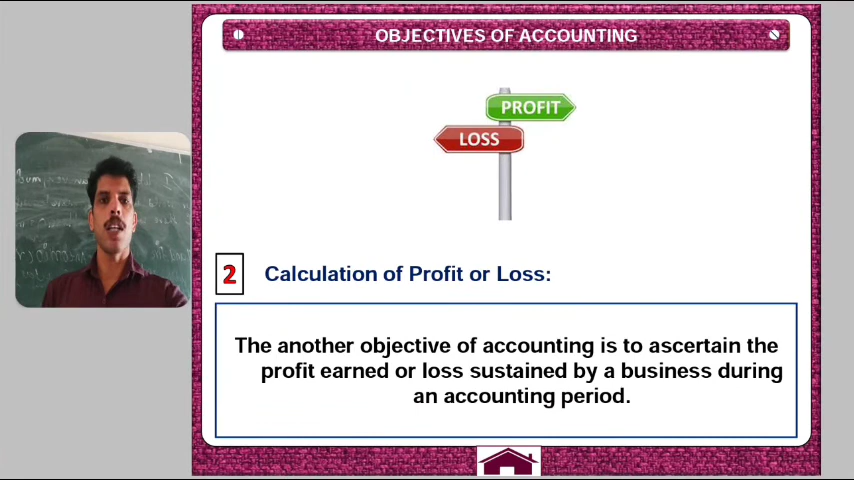 OBJECTIVES OF ACCOUNTING
PROFIT
LOSS
2 Calculation of Profit or Loss:
The another objective of accounting is to ascertain the
profit earned or loss sustained by a business during
an accounting period.